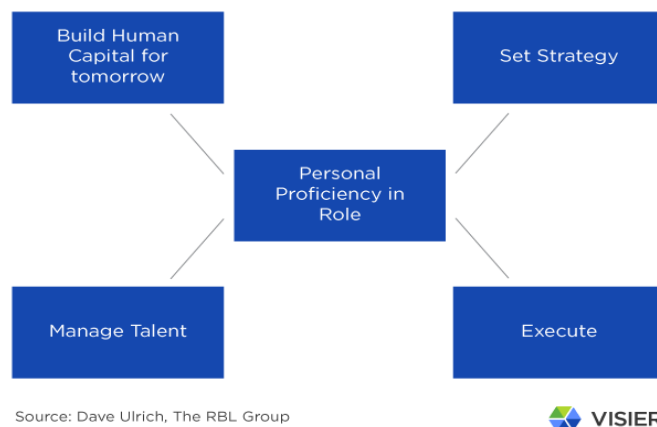 Build Human
Capital for
tomorrow
Set Strategy
Personal
Proficiency in
Role
Manage Talent
Execute
Source: Dave Ulrich, The RBL Group
VISIER